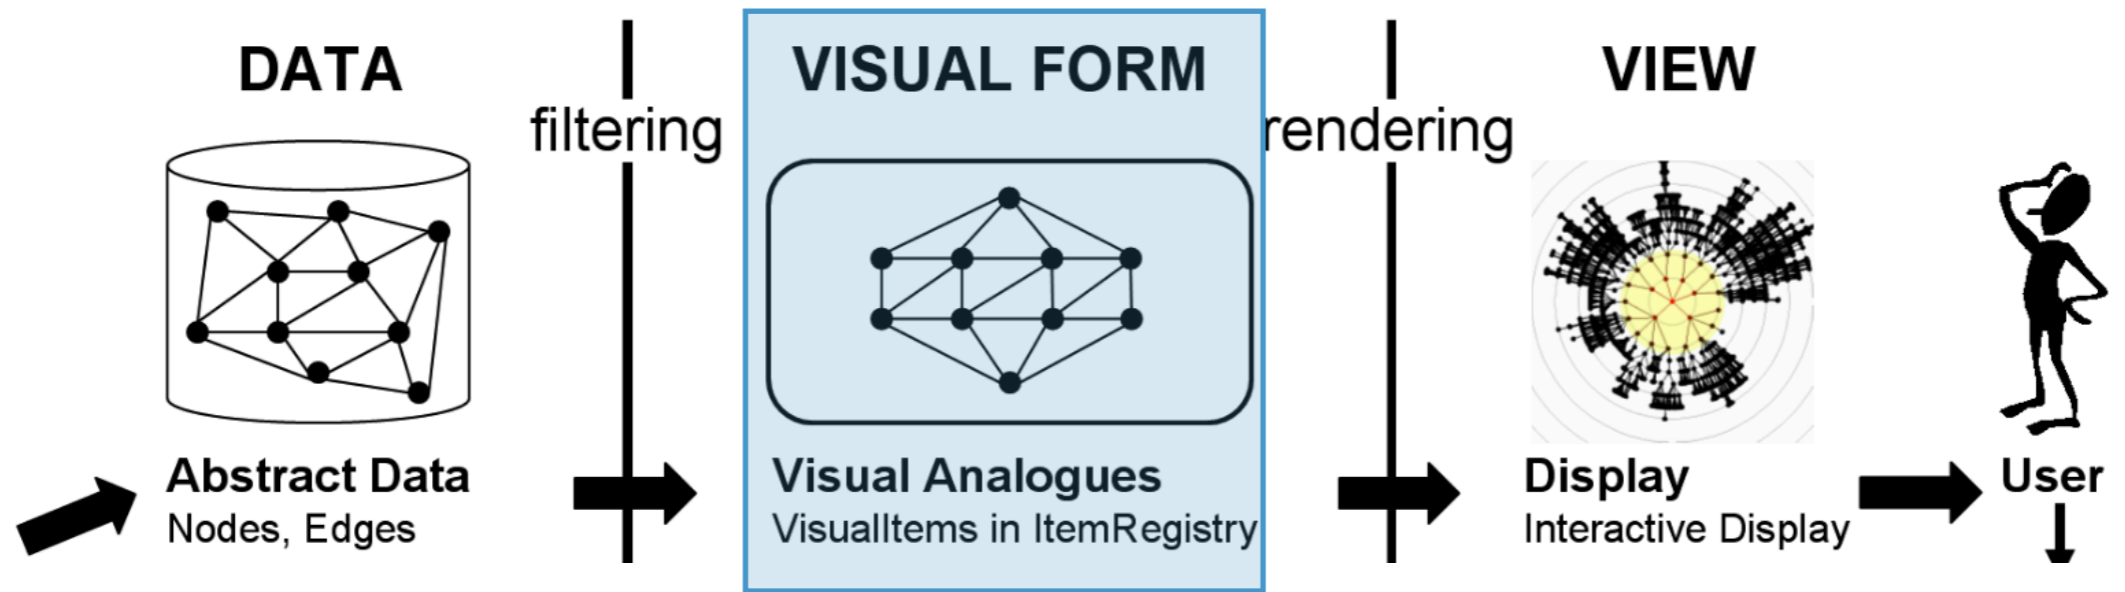 DATA
filtering
VISUAL FORM
rendering
VIEW
Abstract Data
Nodes, Edges
Visual Analogues
VisualItems in ItemRegistry
Display
Interactive Display
User